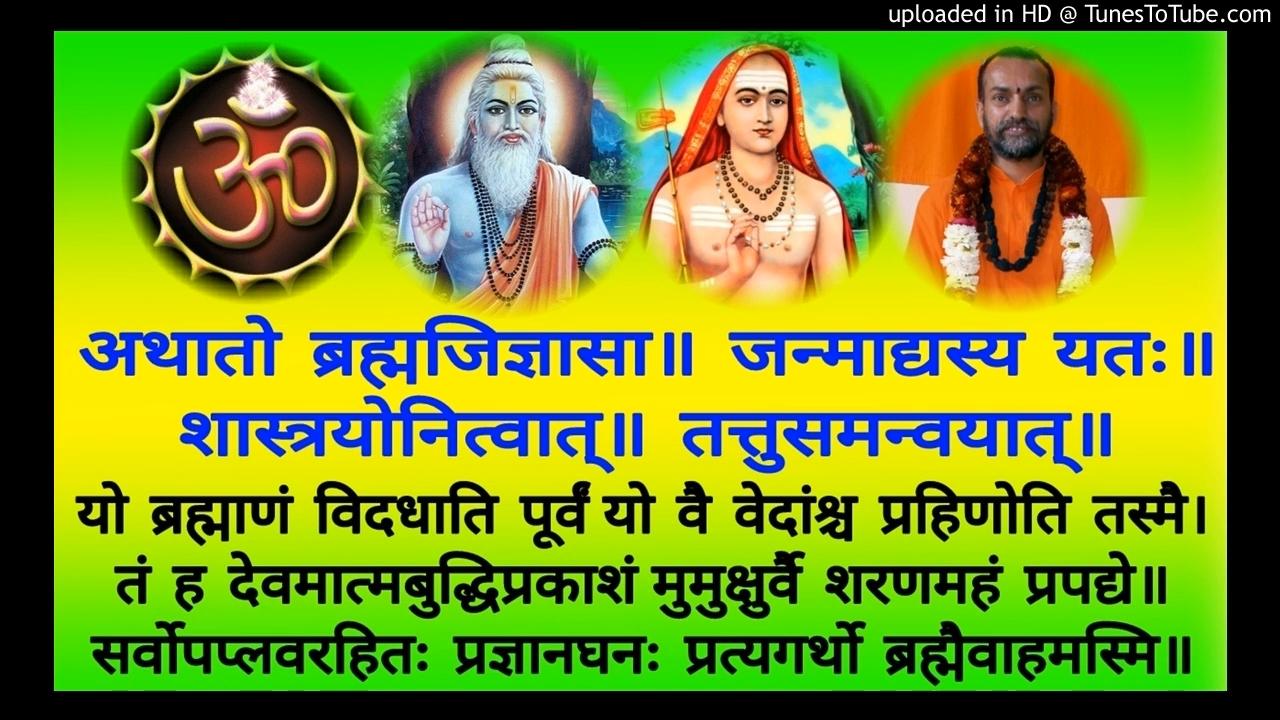 uploaded in HD @ TunesToTube.com
ॐ
अथातो ब्रह्मजिज्ञासा॥ जन्माद्यस्य यतः॥
शास्त्रयोनित्वात्॥ तत्तुसमन्वयात्॥
यो ब्रह्माणं विदधाति पूर्वं यो वै वेदांश्च प्रहिणोति तस्मै।
तं ह देवमात्मबुद्धिप्रकाशं मुमुक्षुर्वै शरणमहं प्रपद्ये॥
सर्वोपप्लवरहितः प्रज्ञानघनः प्रत्यगर्थो ब्रह्मैवाहमस्मि॥